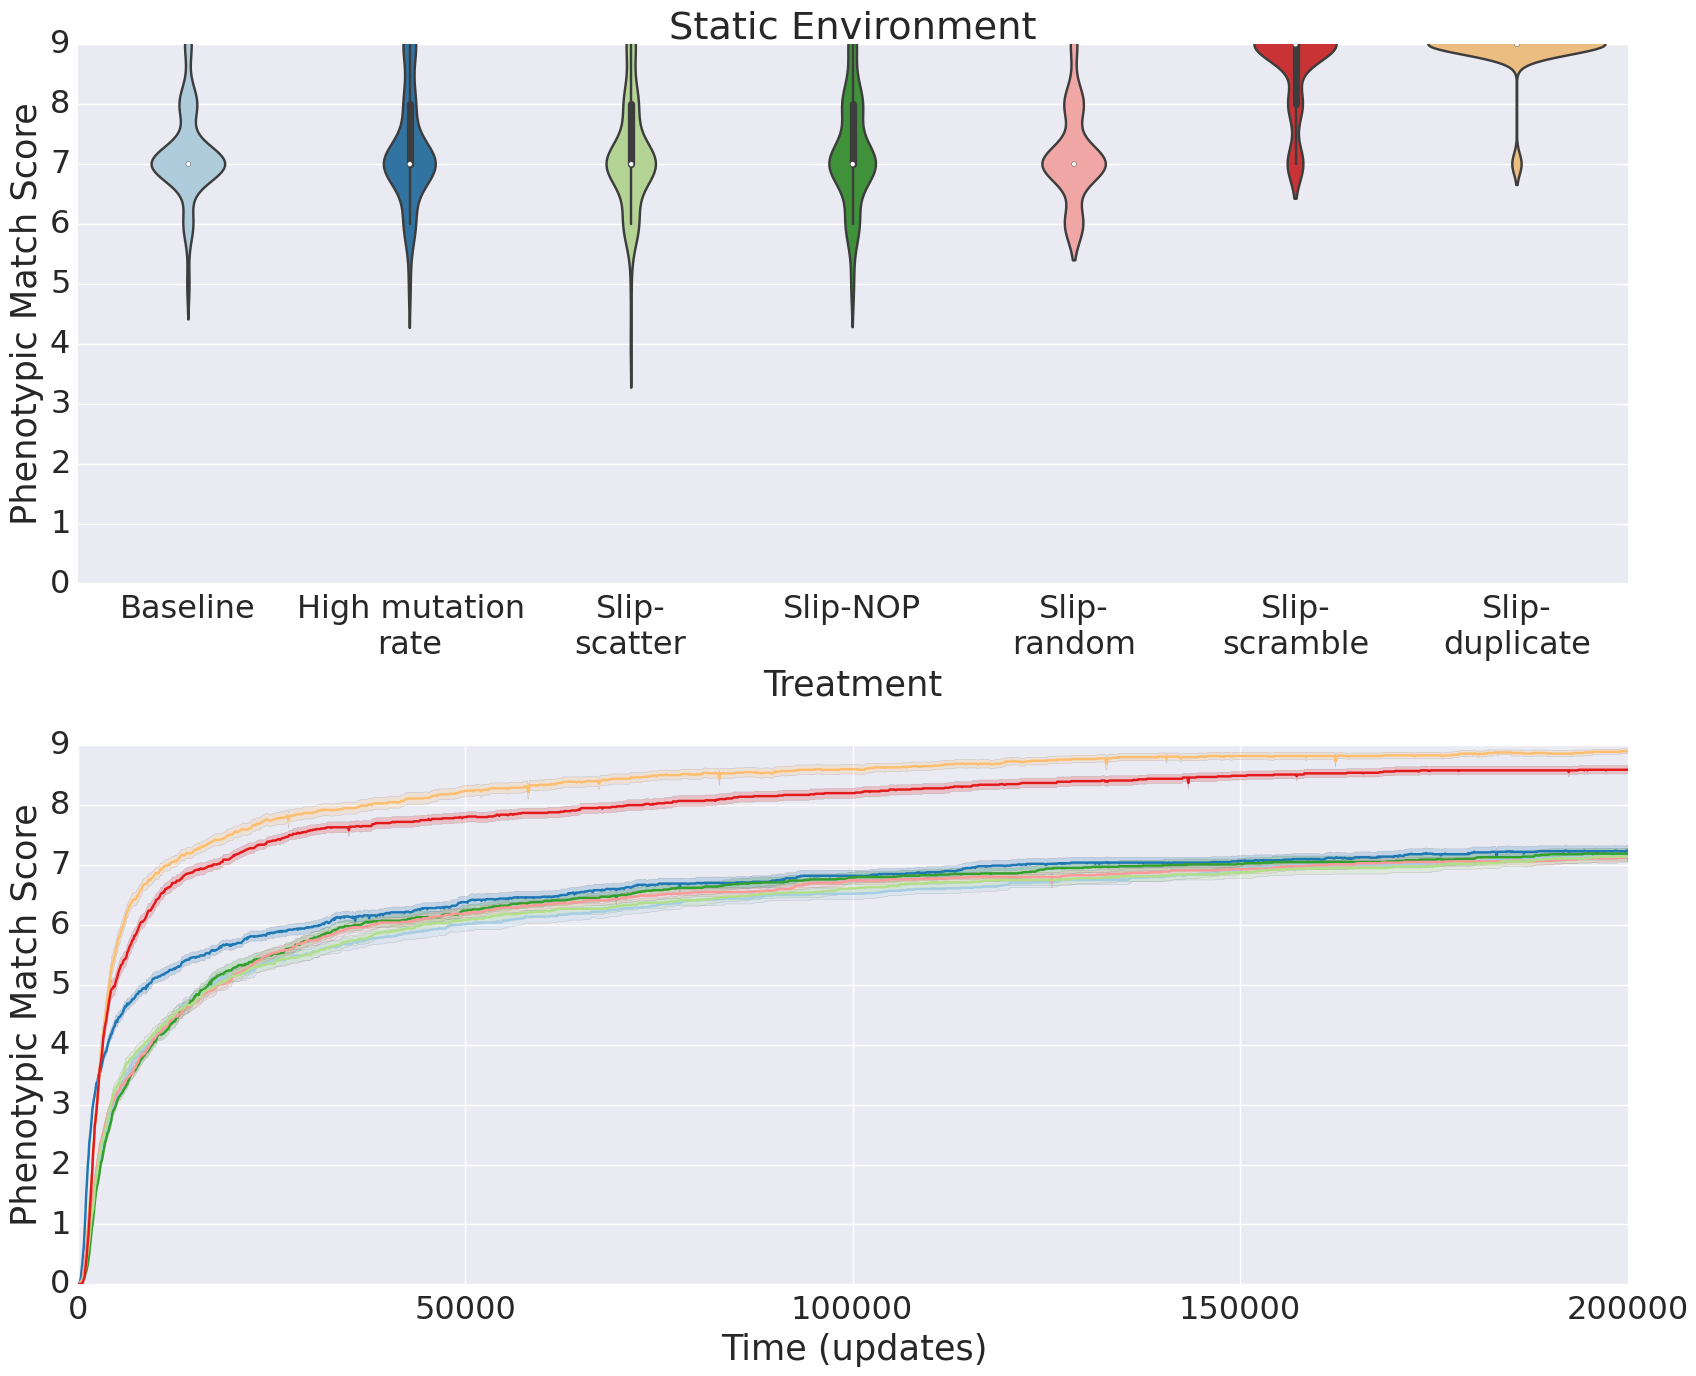 Static Environment
9
8
7
6
5
4
3
2
1
0
Phenotypic Match Score
Baseline
High mutation
rate
Slip-
scatter
Slip-NOP
Slip-
random
Slip-
scramble
Slip-
duplicate
Treatment
9
8
7
6
5
4
3
2
1
0
Phenotypic Match Score
0 50000 100000 150000 200000
Time (updates)